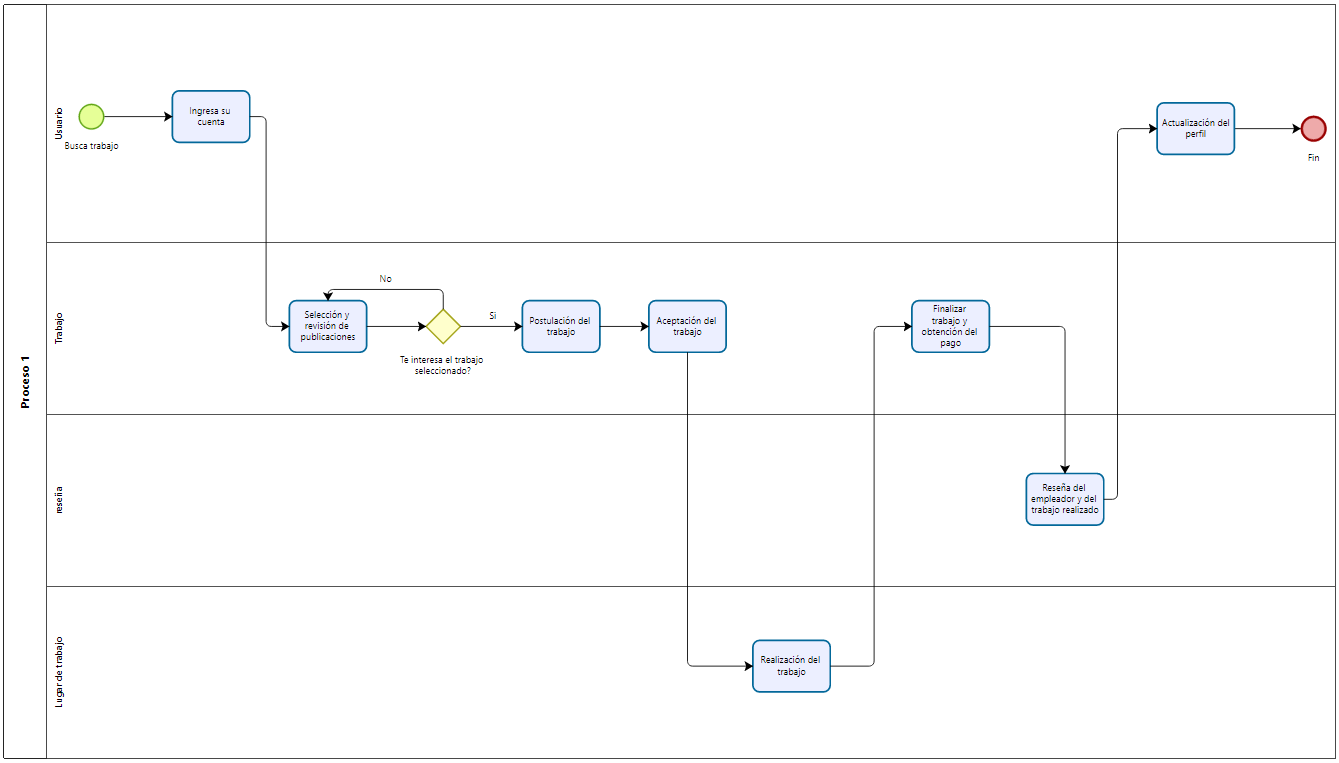 Proceso 1
Usuario
Busca trabajo
Ingresa su
cuenta
Actualización del
perfil
Fin
Trabajo
Selección y
revisión de
publicaciones
No
Te interesa el trabajo
seleccionado?
Si
Postulación del
trabajo
Aceptación del
trabajo
Finalizar
trabajo y
obtención del
pago
reseña
Reseña del
empleador y del
trabajo realizado
Lugar de trabajo
Realización del
trabajo